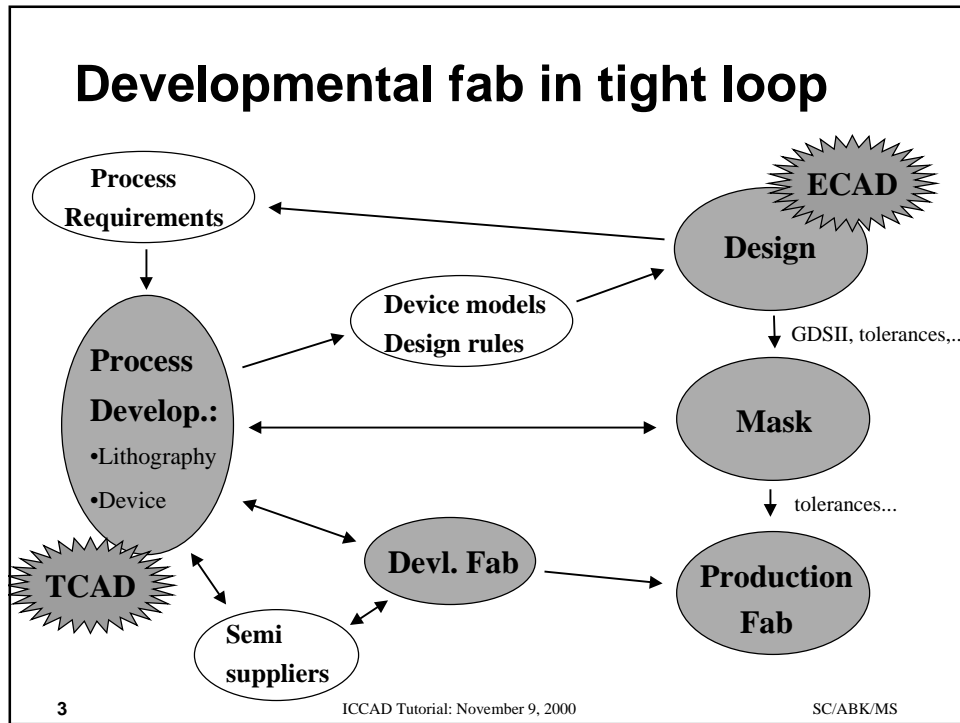 Developmental fab in tight loop
Process
Requirements
ECAD
Design
Device models
Design rules
GDSII, tolerances,..
Process
Develop.:
•Lithography
•Device
Mask
tolerances...
TCAD
Devl. Fab
Production
Fab
Semi
suppliers
3 ICCAD Tutorial: November 9, 2000 SC/ABK/MS